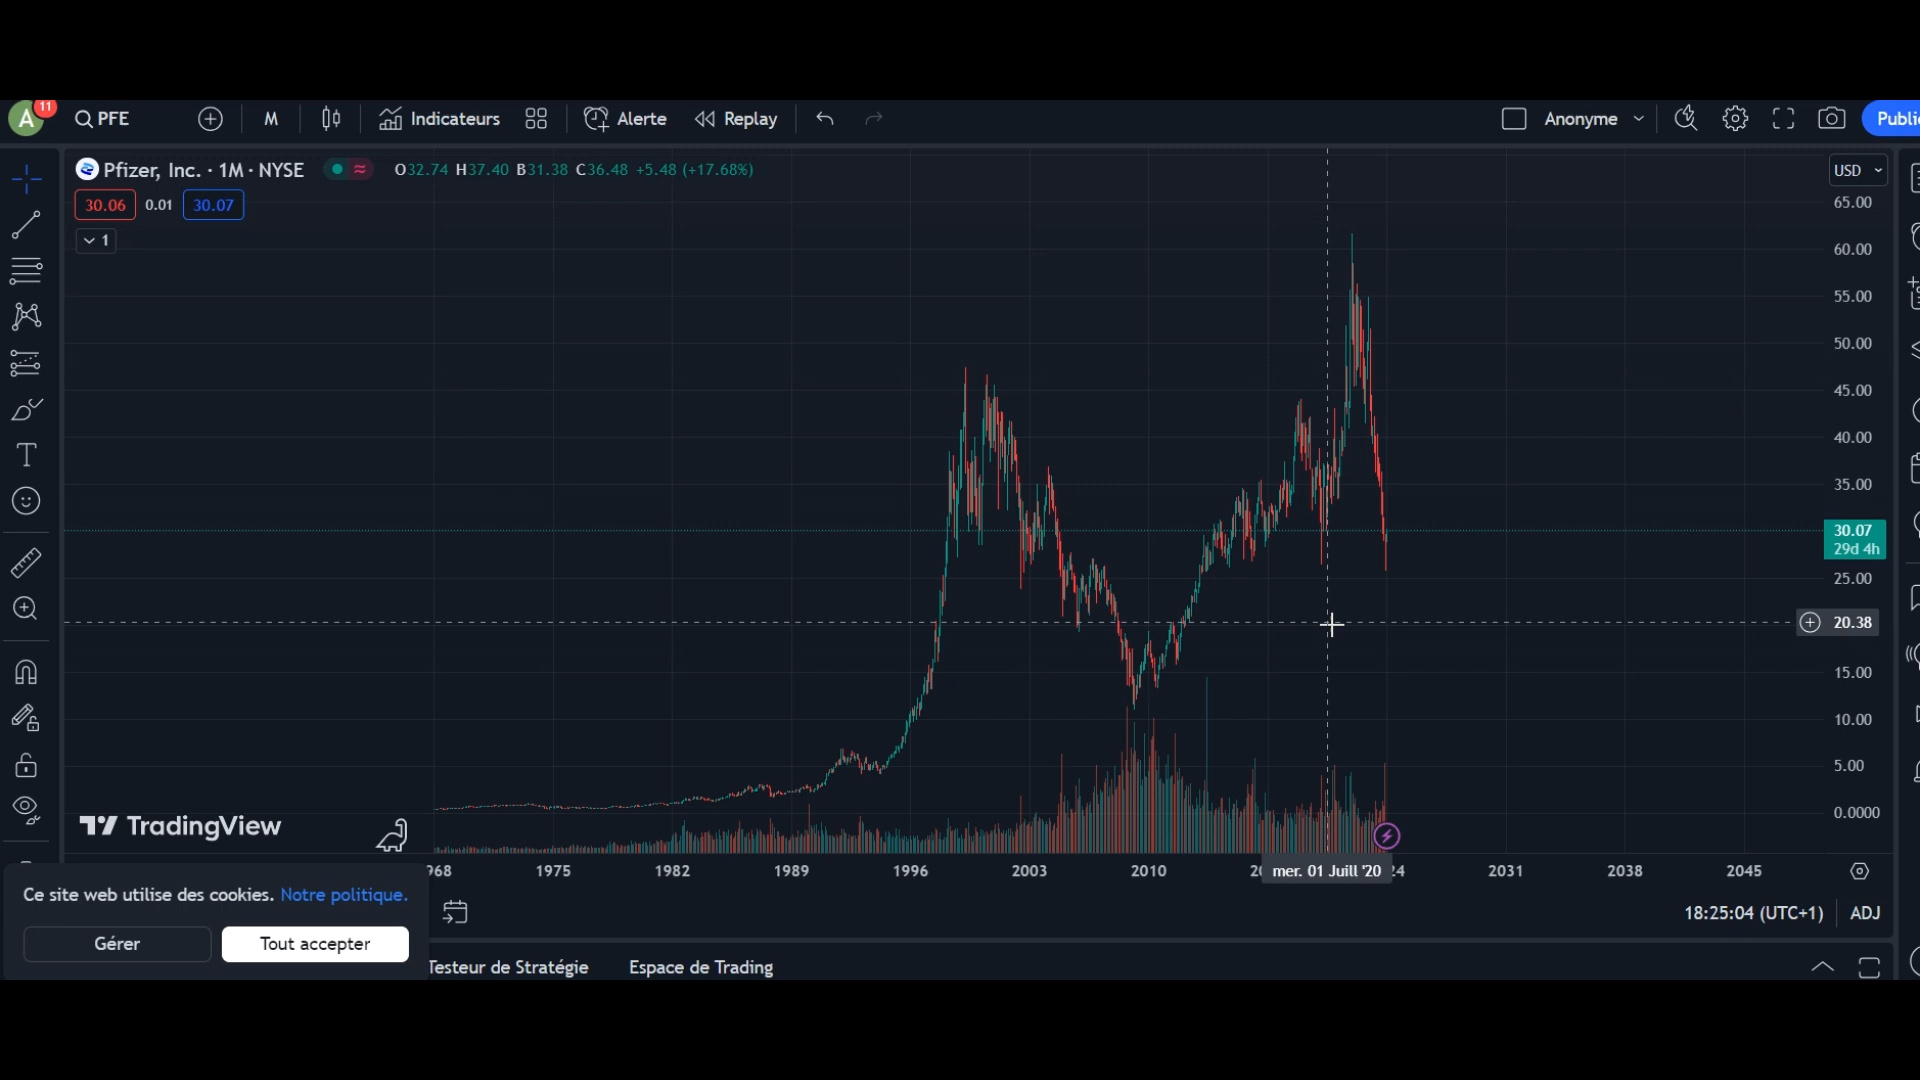 A 11 PFE M Indicateurs Alerte Replay Anonyme Public
Pfizer, Inc. · 1M · NYSE O32.74 H37.40 B31.38 C36.48 +5.48 (+17.68%) USD
30.06 0.01 30.07
1
65.00
60.00
55.00
50.00
45.00
40.00
35.00
30.07
29d 4h
25.00
20.38
15.00
10.00
5.00
0.0000
TradingView
1975 1982 1989 1996 2003 2010 mer. 01 Juill '20 2031 2038 2045
Ce site web utilise des cookies. Notre politique.
Gérer Tout accepter
18:25:04 (UTC+1) ADJ
Testeur de Stratégie Espace de Trading